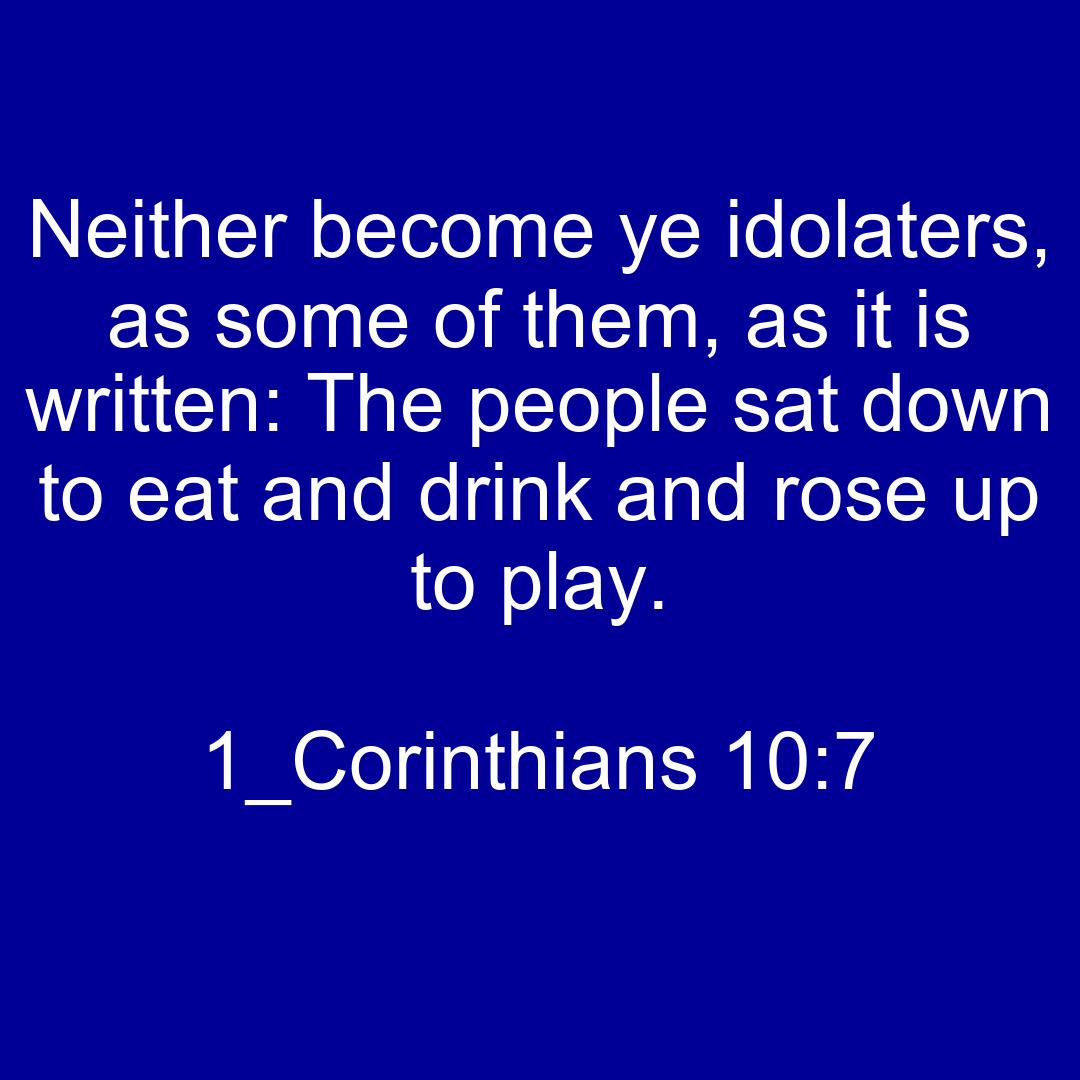 Neither become ye idolaters,
as some of them, as it is
written: The people sat down
to eat and drink and rose up
to play.
1_Corinthians 10:7